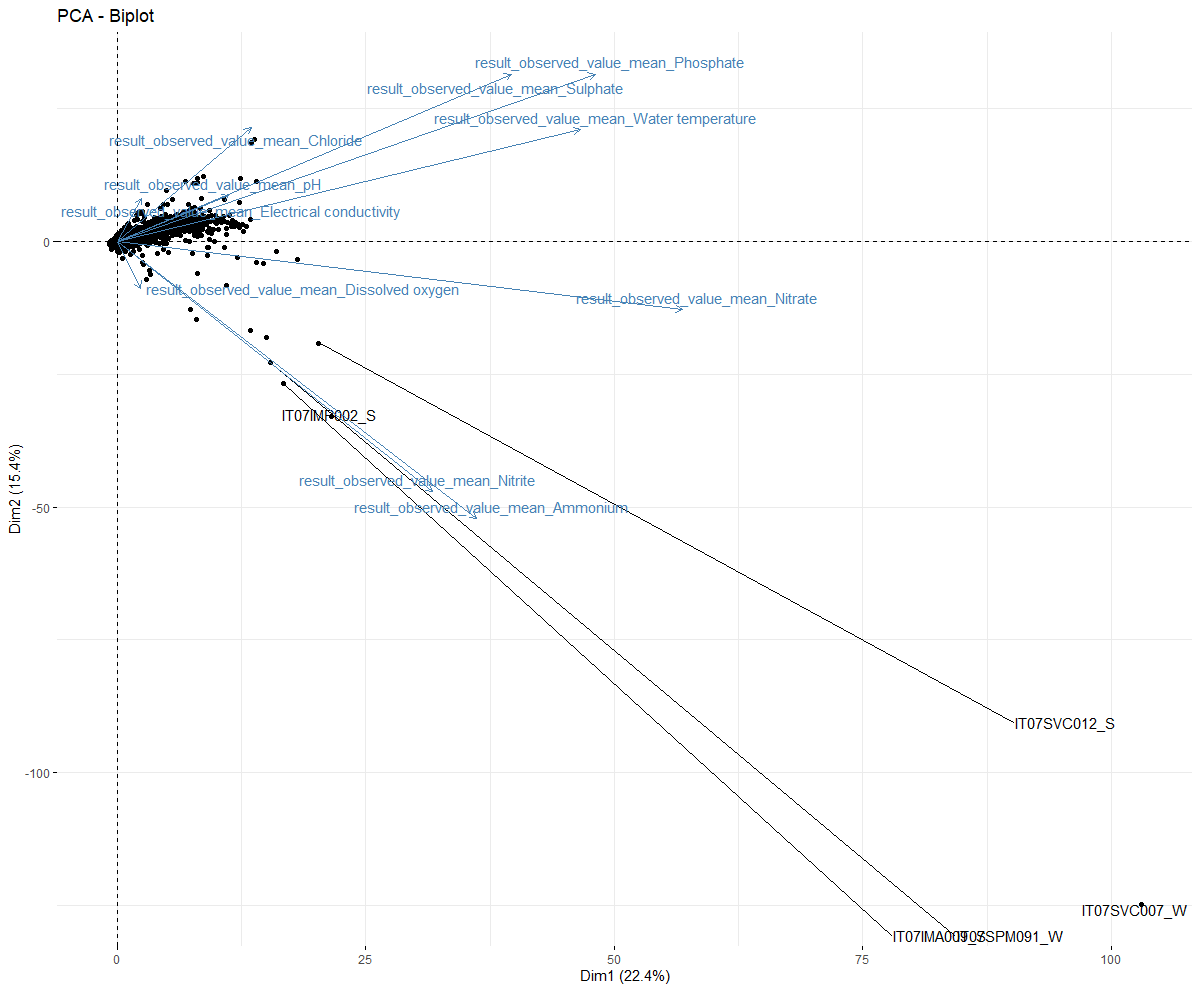 PCA - Biplot
result_observed_value_mean_Phosphate
result_observed_value_mean_Sulphate
result_observed_value_mean_Water temperature
result_observed_value_mean_Chloride
result_observed_value_mean_pH
result_observed_value_mean_Electrical conductivity
0
result_observed_value_mean_Dissolved oxygen
result_observed_value_mean_Nitrate
IT07IMP002_S
result_observed_value_mean_Nitrite
result_observed_value_mean_Ammonium
-50
Dim2 (15.4%)
IT07SVC012_S
-100
IT07SVC007_W
IT07IMA009_S
IT07SPM091_W
0
25
50
75
100
Dim1 (22.4%)